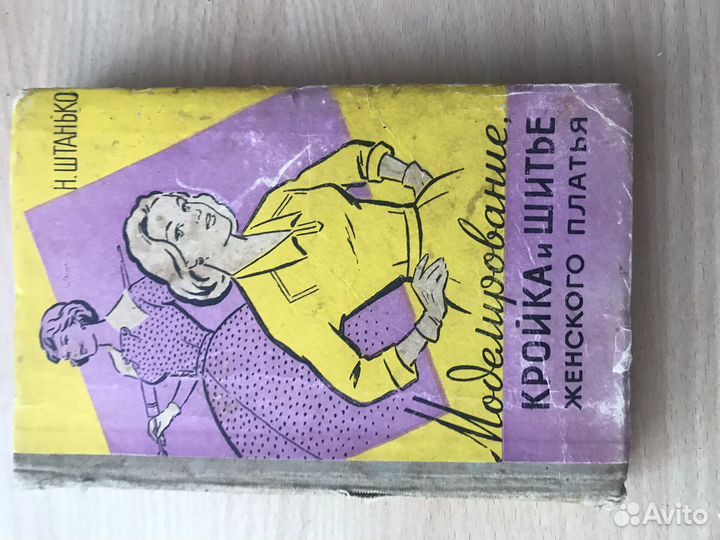 Н. ШТАНЬКО
Моделирование,
КРОЙКА и ШИТЬЕ
ЖЕНСКОГО ПЛАТЬЯ
Avito